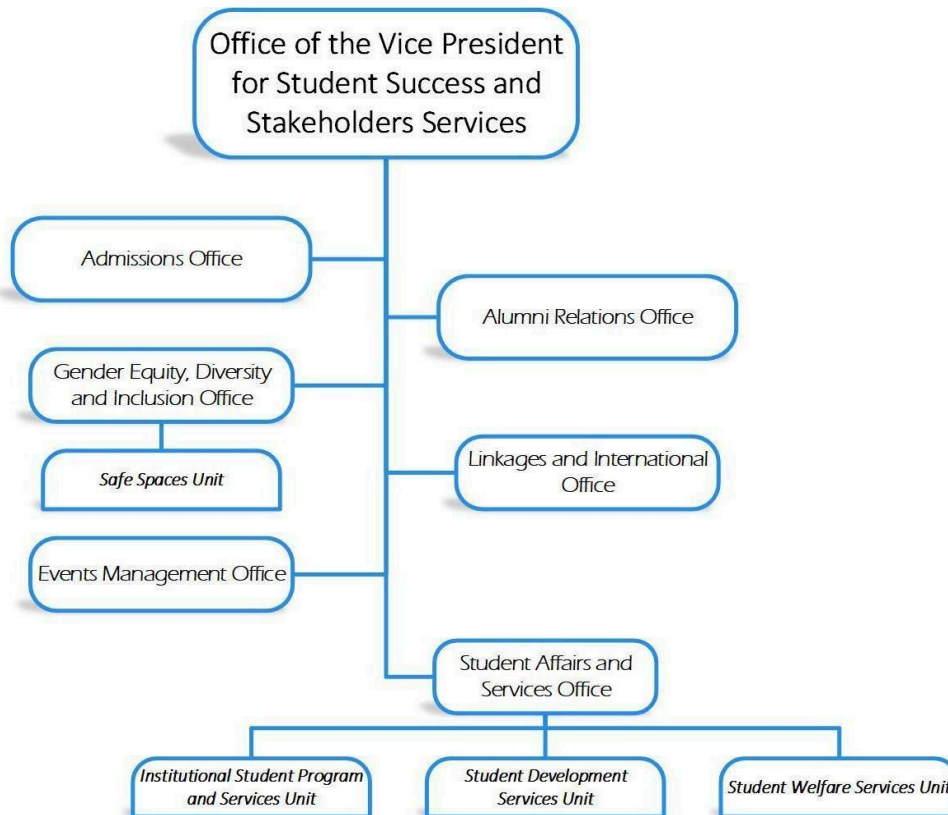 Office of the Vice President
for Student Success and
Stakeholders Services
Admissions Office
Alumni Relations Office
Gender Equity, Diversity
and Inclusion Office
Safe Spaces Unit
Linkages and International
Office
Events Management Office
Student Affairs and
Services Office
Institutional Student Program
and Services Unit
Student Development
Services Unit
Student Welfare Services Unit